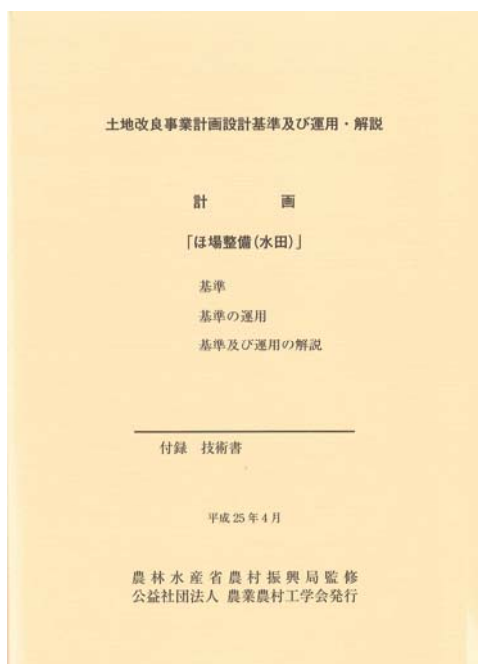 土地改良事業計画設計基準及び運用・解説
計 画
「ほ場整備(水田)」
基準
基準の運用
基準及び運用の解説
付録 技術書
平成25年4月
農林水産省農村振興局監修
公益社団法人 農業農村工学会発行